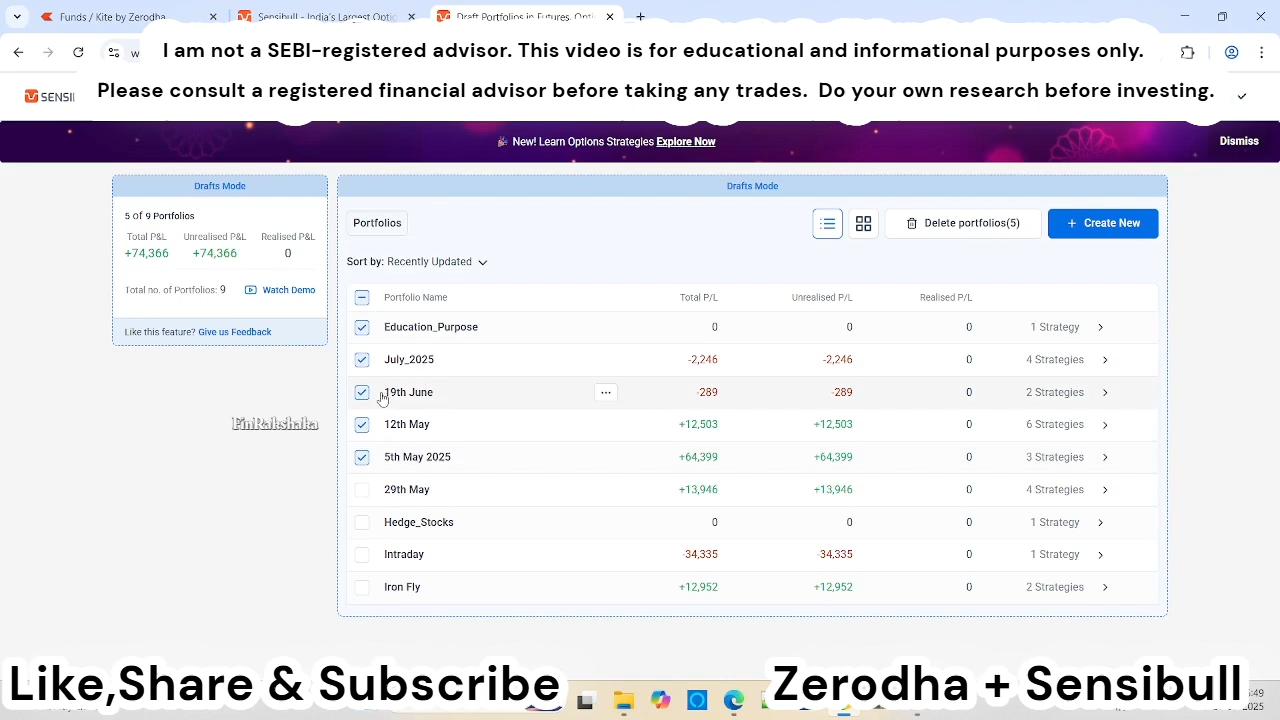 Funds / Kite by Zerodha
India's Largest Options
Portfolios in Futures, Opti
I am not a SEBI-registered advisor. This video is for educational and informational purposes only.
Please consult a registered financial advisor before taking any trades. Do your own research before investing.
🎉 New! Learn Options Strategies Explore Now
Dismiss
Drafts Mode
5 of 9 Portfolios
Total P&L Unrealised P&L Realised P&L
+74,366 +74,366 0
Total no. of Portfolios: 9 Watch Demo
Like this feature? Give us Feedback
Drafts Mode
Portfolios
Delete portfolios(5)
+ Create New
Sort by: Recently Updated
Portfolio Name Total P/L Unrealised P/L Realised P/L
Education_Purpose 0 0 0 1 Strategy
July_2025 -2,246 -2,246 0 4 Strategies
19th June ... -289 -289 0 2 Strategies
12th May +12,503 +12,503 0 6 Strategies
5th May 2025 +64,399 +64,399 0 3 Strategies
29th May +13,946 +13,946 0 4 Strategies
Hedge_Stocks 0 0 0 1 Strategy
Intraday -34,335 -34,335 0 1 Strategy
Iron Fly +12,952 +12,952 0 2 Strategies
FinRakshaka
Like,Share & Subscribe
Zerodha + Sensibull